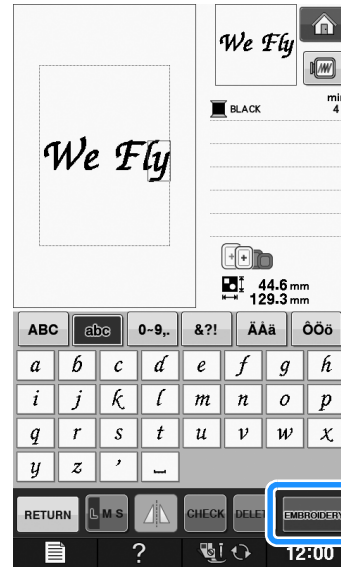 We Fly
We Fly
BLACK
min
4
44.6 mm
129.3 mm
ABC abc 0~9,. &?! ÄÅä ÔÖö
a b c d e f g h
i j k l m n o p
q r s t u v w x
y z ’ ⎵
RETURN L M S CHECK DELE EMBROIDERY
? 12:00